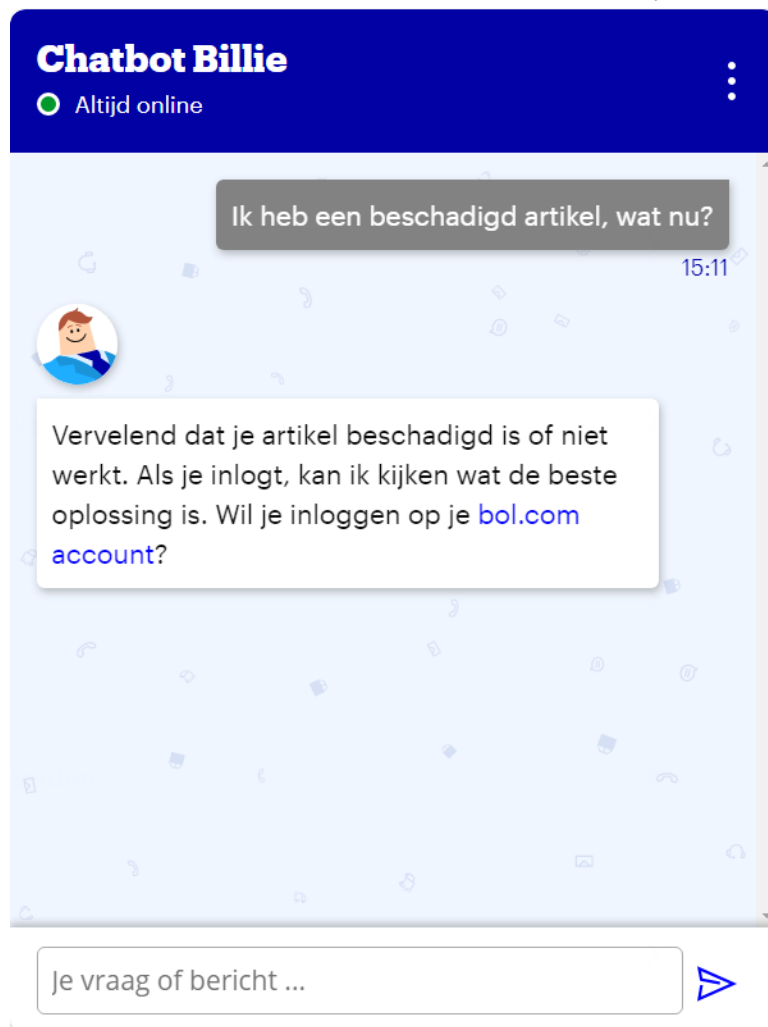 Chatbot Billie
Altijd online
Ik heb een beschadigd artikel, wat nu?
15:11
Vervelend dat je artikel beschadigd is of niet
werkt. Als je inlogt, kan ik kijken wat de beste
oplossing is. Wil je inloggen op je bol.com
account?
Je vraag of bericht ...